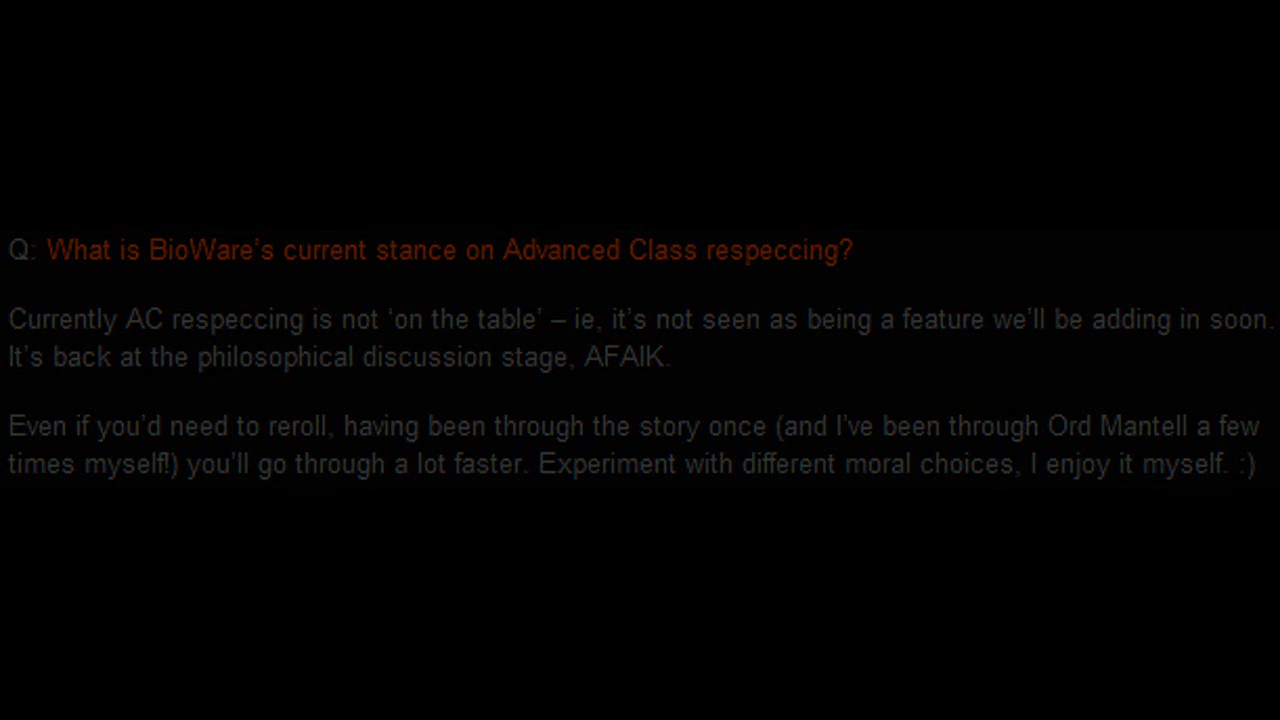 Q: What is BioWare’s current stance on Advanced Class respeccing?
Currently AC respeccing is not ‘on the table’ – ie, it’s not seen as being a feature we’ll be adding in soon.
It’s back at the philosophical discussion stage, AFAIK.
Even if you’d need to reroll, having been through the story once (and I’ve been through Ord Mantell a few
times myself!) you’ll go through a lot faster. Experiment with different moral choices, I enjoy it myself. :)